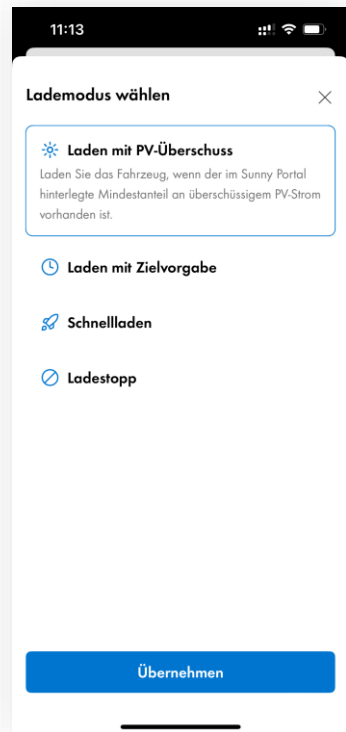 11:13
Lademodus wählen
Laden mit PV-Überschuss
Laden Sie das Fahrzeug, wenn der im Sunny Portal
hinterlegte Mindestanteil an überschüssigem PV-Strom
vorhanden ist.
Laden mit Zielvorgabe
Schnellladen
Ladestopp
Übernehmen